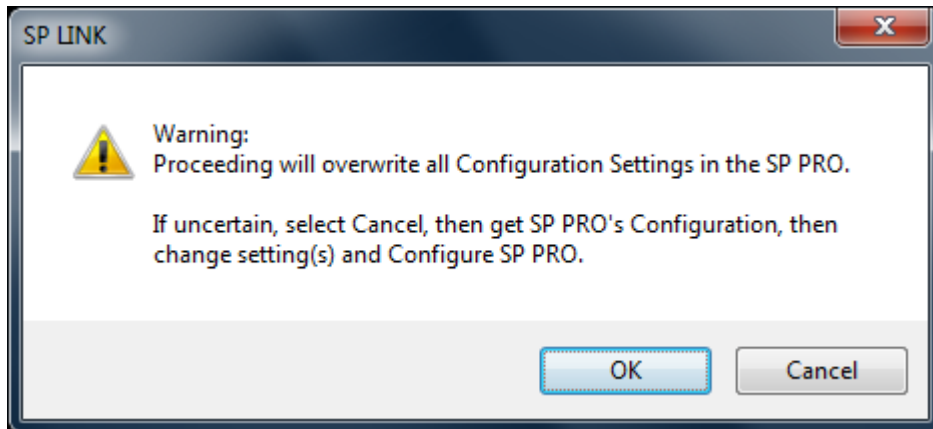 SP LINK
Warning:
Proceeding will overwrite all Configuration Settings in the SP PRO.
If uncertain, select Cancel, then get SP PRO's Configuration, then
change setting(s) and Configure SP PRO.
OK
Cancel